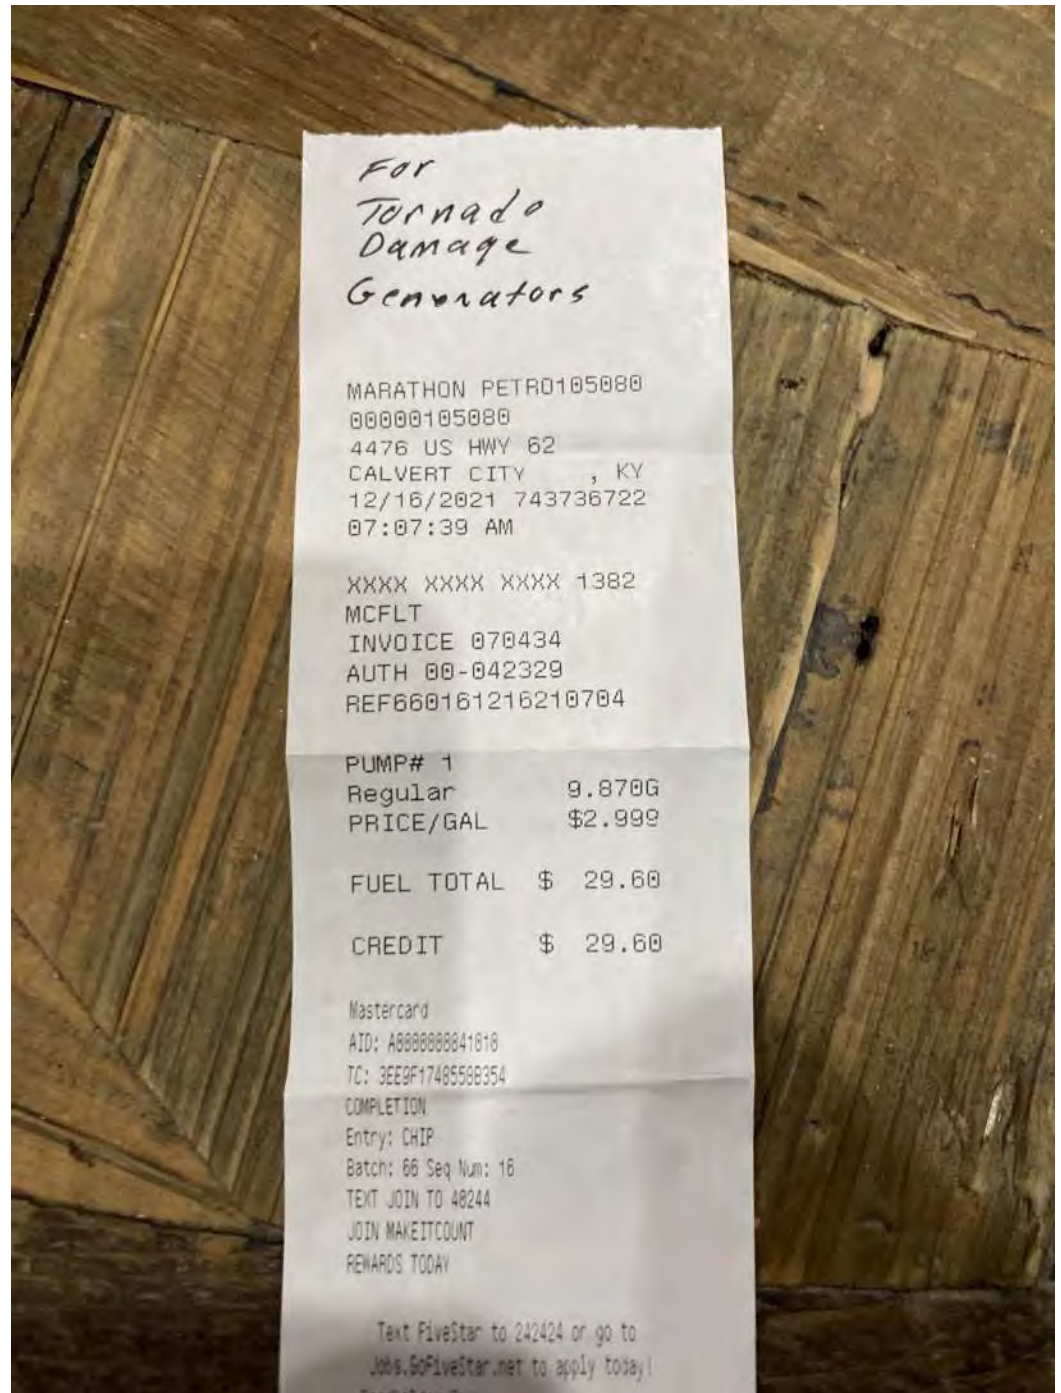 For
Tornado
Damage
Generators
MARATHON PETRO105080
00000105080
4476 US HWY 62
CALVERT CITY , KY
12/16/2021 743736722
07:07:39 AM
XXXX XXXX XXXX 1382
MCFLT
INVOICE 070434
AUTH 00-042329
REF660161216210704
PUMP# 1
Regular 9.870G
PRICE/GAL $2.999
FUEL TOTAL $ 29.60
CREDIT $ 29.60
Mastercard
AID: A0000000041010
TC: 3EE9F1748550B354
COMPLETION
Entry: CHIP
Batch: 66 Seq Num: 16
TEXT JOIN TO 48244
JOIN MAKEITCOUNT
REWARDS TODAY
Text FiveStar to 242424 or go to
Jobs.GoFiveStar.net to apply today!